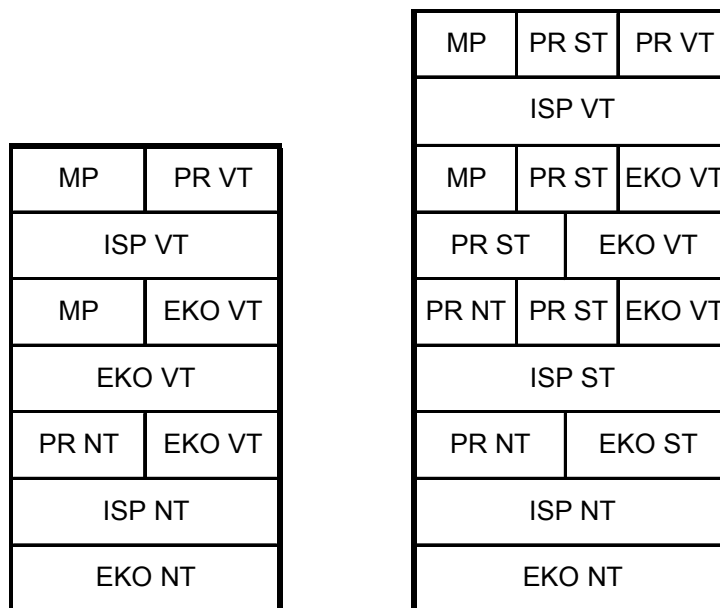 MP PR VT
ISP VT
MP EKO VT
EKO VT
PR NT EKO VT
ISP NT
EKO NT
MP PR ST PR VT
ISP VT
MP PR ST EKO VT
PR ST EKO VT
PR NT PR ST EKO VT
ISP ST
PR NT EKO ST
ISP NT
EKO NT